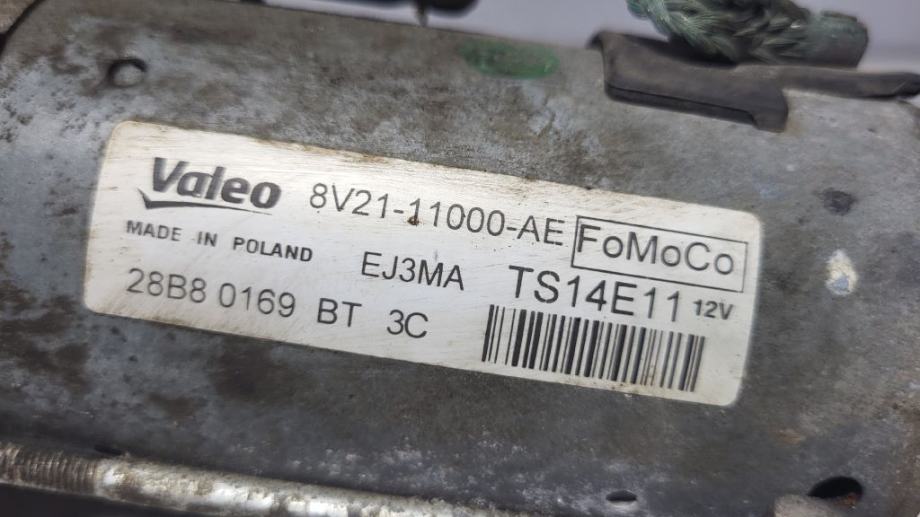 Valeo 8V21-11000-AE FoMoCo
MADE IN POLAND EJ3MA TS14E11 12V
28B8 0169 BT 3C